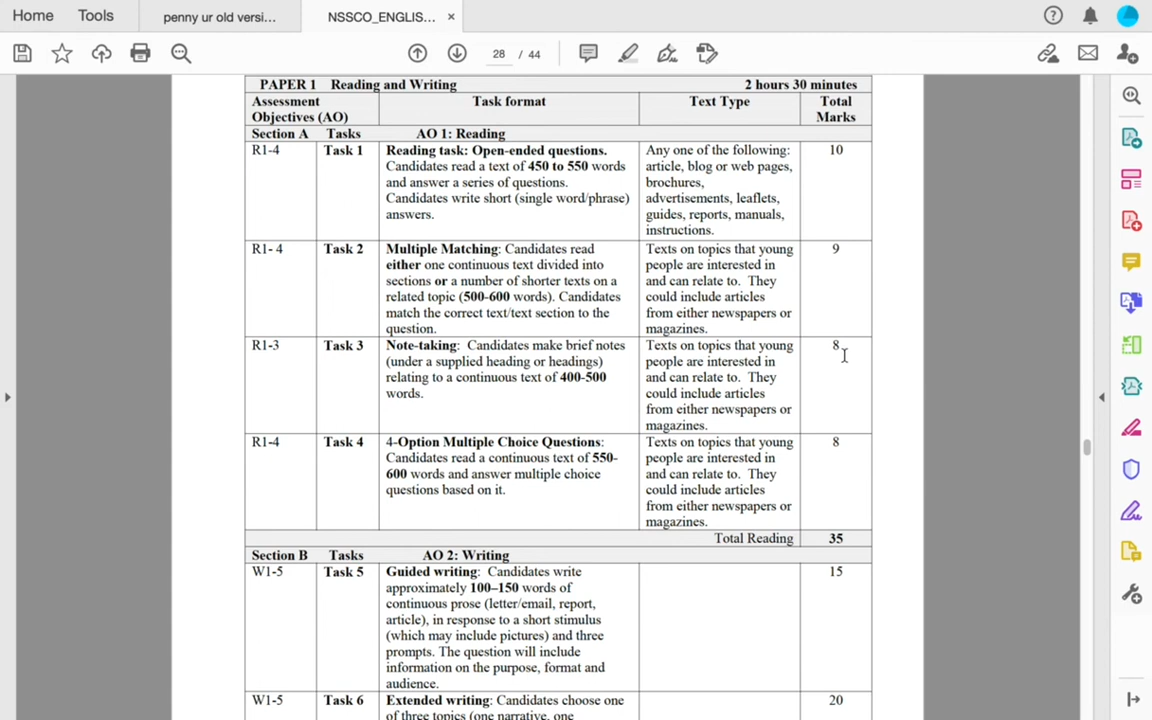 Home Tools penny ur old versi... NSSCO_ENGLIS... ×
28 / 44
PAPER 1 Reading and Writing 2 hours 30 minutes
Assessment Objectives (AO) Task format Text Type Total Marks
Section A Tasks AO 1: Reading
R1-4 Task 1
Reading task: Open-ended questions.
Candidates read a text of 450 to 550 words
and answer a series of questions.
Candidates write short (single word/phrase)
answers.
Any one of the following:
article, blog or web pages,
brochures,
advertisements, leaflets,
guides, reports, manuals,
instructions.
10
R1- 4 Task 2
Multiple Matching: Candidates read
either one continuous text divided into
sections or a number of shorter texts on a
related topic (500-600 words). Candidates
match the correct text/text section to the
question.
Texts on topics that young
people are interested in
and can relate to. They
could include articles
from either newspapers or
magazines.
9
R1-3 Task 3
Note-taking: Candidates make brief notes
(under a supplied heading or headings)
relating to a continuous text of 400-500
words.
Texts on topics that young
people are interested in
and can relate to. They
could include articles
from either newspapers or
magazines.
8
R1-4 Task 4
4-Option Multiple Choice Questions:
Candidates read a continuous text of 550-
600 words and answer multiple choice
questions based on it.
Texts on topics that young
people are interested in
and can relate to. They
could include articles
from either newspapers or
magazines.
8
Total Reading 35
Section B Tasks AO 2: Writing
W1-5 Task 5
Guided writing: Candidates write
approximately 100–150 words of
continuous prose (letter/email, report,
article), in response to a short stimulus
(which may include pictures) and three
prompts. The question will include
information on the purpose, format and
audience.
15
W1-5 Task 6
Extended writing: Candidates choose one
of three topics (one narrative, one
20